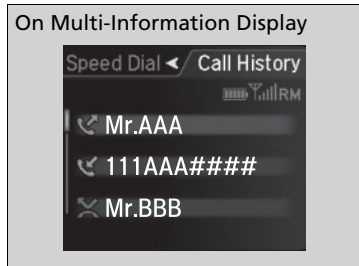 On Multi-Information Display
Speed Dial Call History
RM
Mr.AAA
111AAA####
Mr.BBB